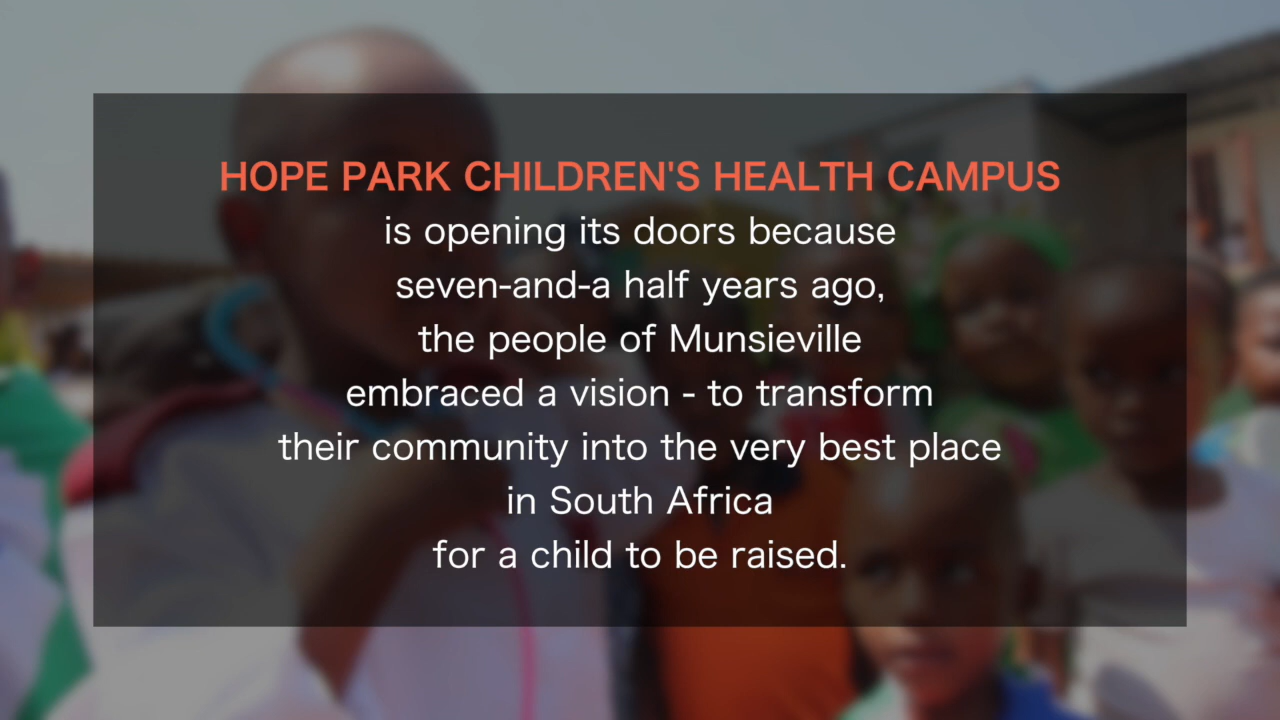 HOPE PARK CHILDREN'S HEALTH CAMPUS
is opening its doors because
seven-and-a half years ago,
the people of Munsieville
embraced a vision - to transform
their community into the very best place
in South Africa
for a child to be raised.